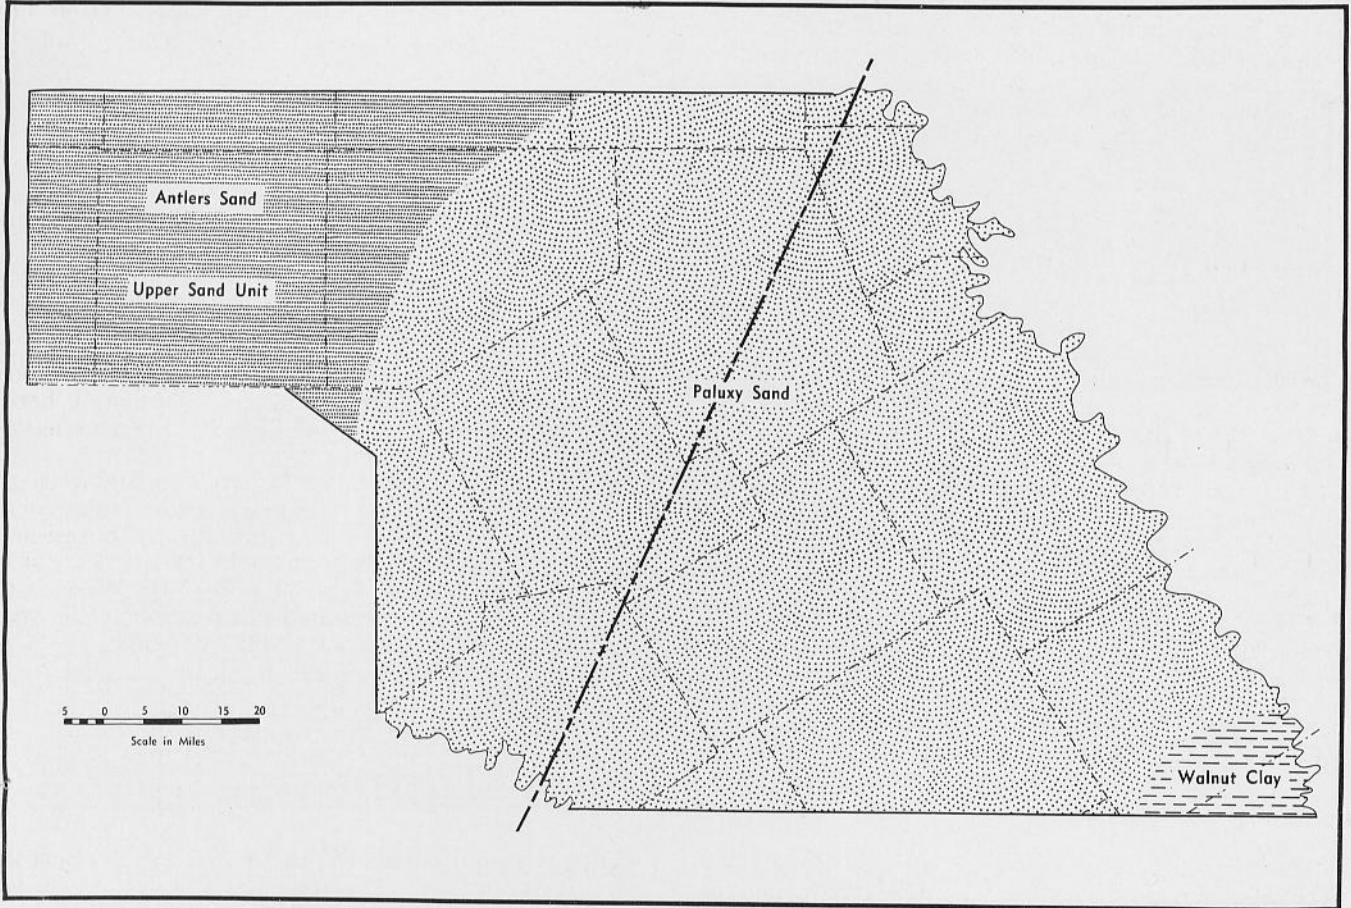 Antlers Sand
Upper Sand Unit
Paluxy Sand
5 0 5 10 15 20
Scale in Miles
Walnut Clay